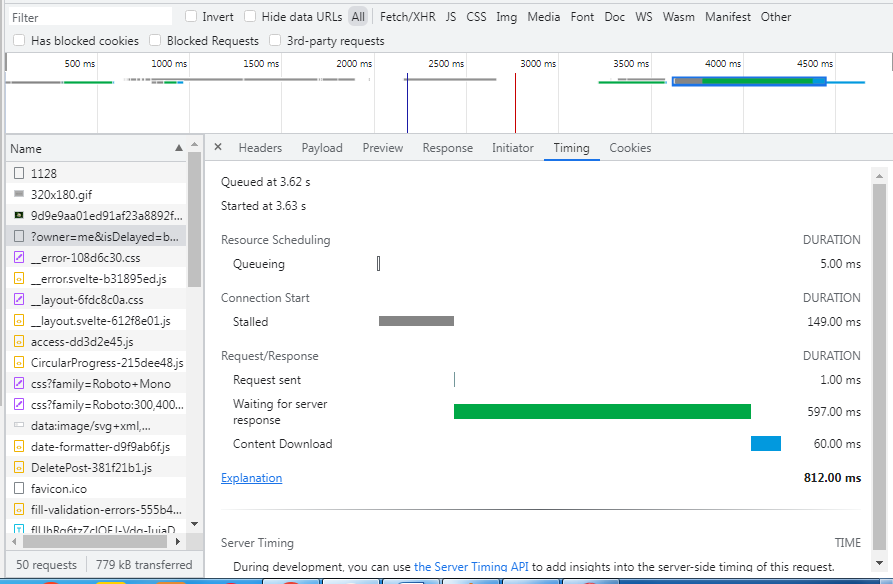 Filter
Invert Hide data URLs All Fetch/XHR JS CSS Img Media Font Doc WS Wasm Manifest Other
Has blocked cookies Blocked Requests 3rd-party requests
500 ms 1000 ms 1500 ms 2000 ms 2500 ms 3000 ms 3500 ms 4000 ms 4500 ms
Name
1128
320x180.gif
9d9e9aa01ed91af23a8892f...
?owner=me&isDelayed=b...
__error-108d6c30.css
__error.svelte-b31895ed.js
__layout-6fdc8c0a.css
__layout.svelte-612f8e01.js
access-dd3d2e45.js
CircularProgress-215dee48.js
css?family=Roboto+Mono
css?family=Roboto:300,400...
data:image/svg+xml,...
date-formatter-d9f9ab6f.js
DeletePost-381f21b1.js
favicon.ico
fill-validation-errors-555b4...
50 requests 779 kB transferred
Headers Payload Preview Response Initiator Timing Cookies
Queued at 3.62 s
Started at 3.63 s
Resource Scheduling DURATION
Queueing 5.00 ms
Connection Start DURATION
Stalled 149.00 ms
Request/Response DURATION
Request sent 1.00 ms
Waiting for server
response 597.00 ms
Content Download 60.00 ms
Explanation 812.00 ms
Server Timing TIME
During development, you can use the Server Timing API to add insights into the server-side timing of this request.